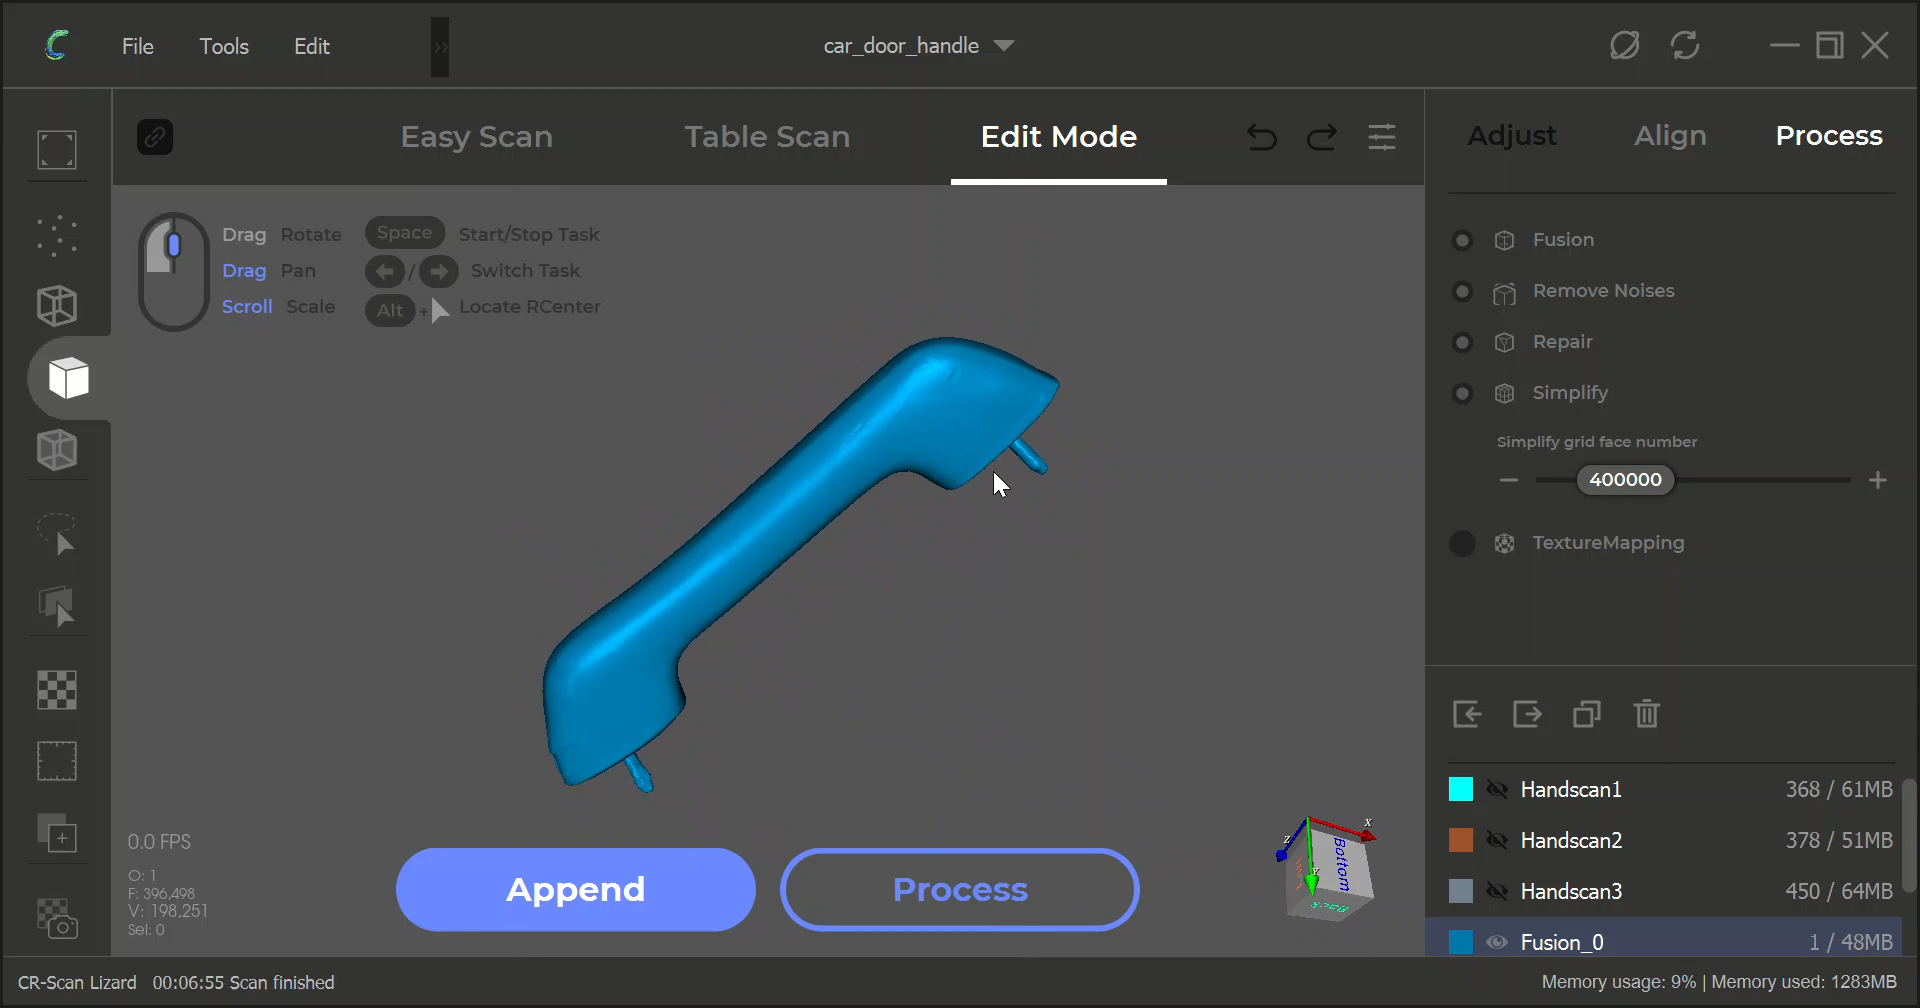 File Tools Edit
car_door_handle
Easy Scan Table Scan Edit Mode
Adjust Align Process
Drag Rotate Space Start/Stop Task
Drag Pan / Switch Task
Scroll Scale Alt + Locate RCenter
Fusion
Remove Noises
Repair
Simplify
Simplify grid face number
400000
TextureMapping
Handscan1 368 / 61MB
Handscan2 378 / 51MB
Handscan3 450 / 64MB
Fusion_0 1 / 48MB
0.0 FPS
O: 1
F: 396,498
V: 198,251
Sel: 0
Append Process
X
Z
Y
Bottom
Back
CR-Scan Lizard 00:06:55 Scan finished
Memory usage: 9% | Memory used: 1283MB